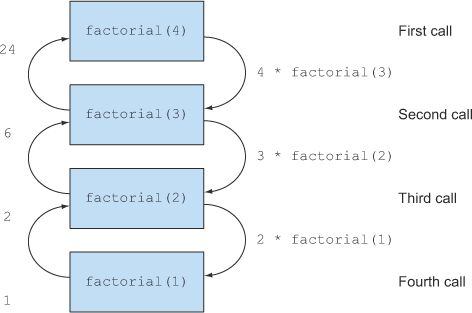 factorial(4)
First call
24
4 * factorial(3)
factorial(3)
Second call
6
3 * factorial(2)
factorial(2)
Third call
2
2 * factorial(1)
factorial(1)
Fourth call
1